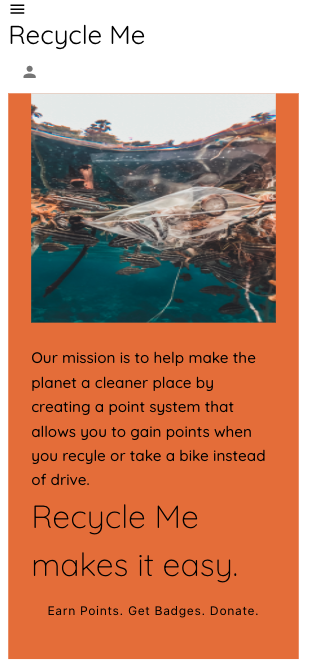 Recycle Me
Our mission is to help make the
planet a cleaner place by
creating a point system that
allows you to gain points when
you recyle or take a bike instead
of drive.
Recycle Me
makes it easy.
Earn Points. Get Badges. Donate.